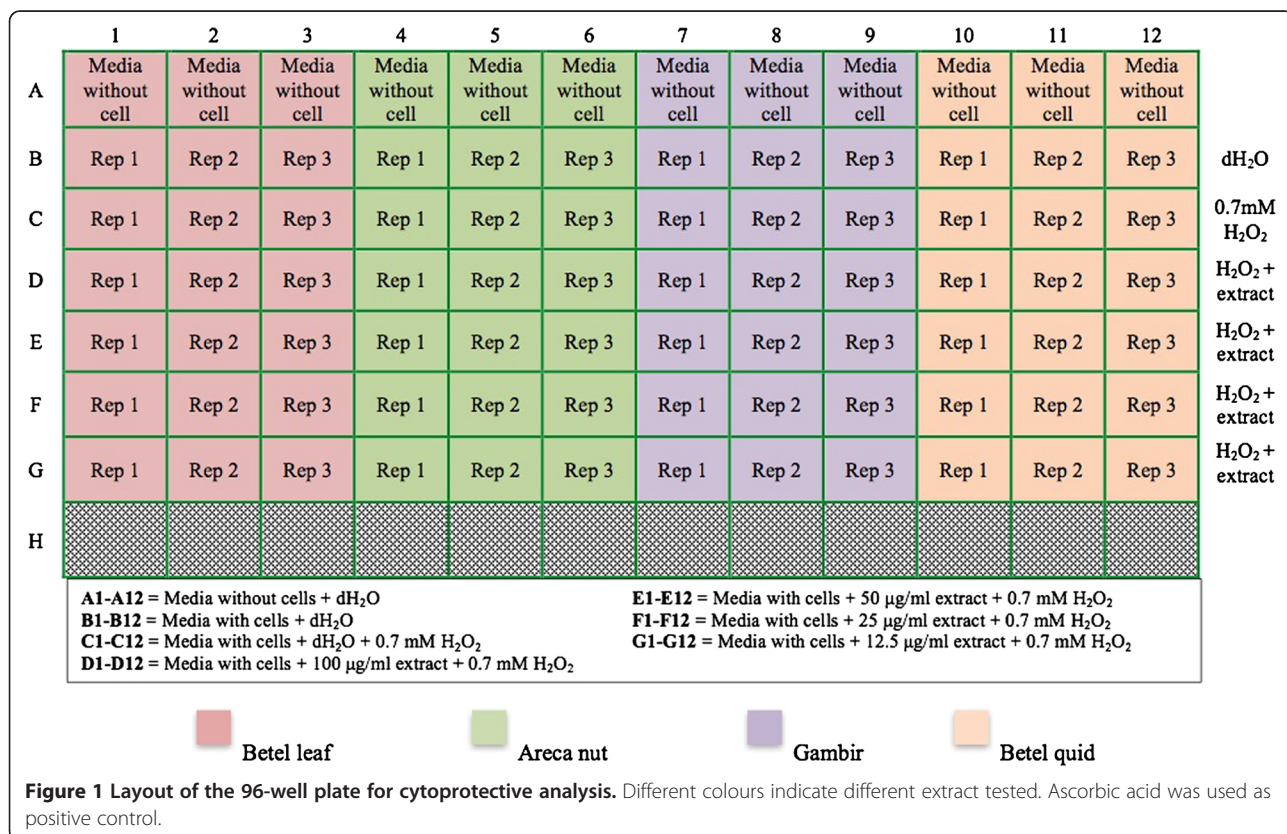 1 2 3 4 5 6 7 8 9 10 11 12
A Media without cell Media without cell Media without cell Media without cell Media without cell Media without cell Media without cell Media without cell Media without cell Media without cell Media without cell Media without cell
B Rep 1 Rep 2 Rep 3 Rep 1 Rep 2 Rep 3 Rep 1 Rep 2 Rep 3 Rep 1 Rep 2 Rep 3 dH₂O
C Rep 1 Rep 2 Rep 3 Rep 1 Rep 2 Rep 3 Rep 1 Rep 2 Rep 3 Rep 1 Rep 2 Rep 3 0.7mM H₂O₂
D Rep 1 Rep 2 Rep 3 Rep 1 Rep 2 Rep 3 Rep 1 Rep 2 Rep 3 Rep 1 Rep 2 Rep 3 H₂O₂ + extract
E Rep 1 Rep 2 Rep 3 Rep 1 Rep 2 Rep 3 Rep 1 Rep 2 Rep 3 Rep 1 Rep 2 Rep 3 H₂O₂ + extract
F Rep 1 Rep 2 Rep 3 Rep 1 Rep 2 Rep 3 Rep 1 Rep 2 Rep 3 Rep 1 Rep 2 Rep 3 H₂O₂ + extract
G Rep 1 Rep 2 Rep 3 Rep 1 Rep 2 Rep 3 Rep 1 Rep 2 Rep 3 Rep 1 Rep 2 Rep 3 H₂O₂ + extract
H
A1-A12 = Media without cells + dH₂O
B1-B12 = Media with cells + dH₂O
C1-C12 = Media with cells + dH₂O + 0.7 mM H₂O₂
D1-D12 = Media with cells + 100 µg/ml extract + 0.7 mM H₂O₂
E1-E12 = Media with cells + 50 µg/ml extract + 0.7 mM H₂O₂
F1-F12 = Media with cells + 25 µg/ml extract + 0.7 mM H₂O₂
G1-G12 = Media with cells + 12.5 µg/ml extract + 0.7 mM H₂O₂
Betel leaf Areca nut Gambir Betel quid
Figure 1 Layout of the 96-well plate for cytoprotective analysis. Different colours indicate different extract tested. Ascorbic acid was used as
positive control.